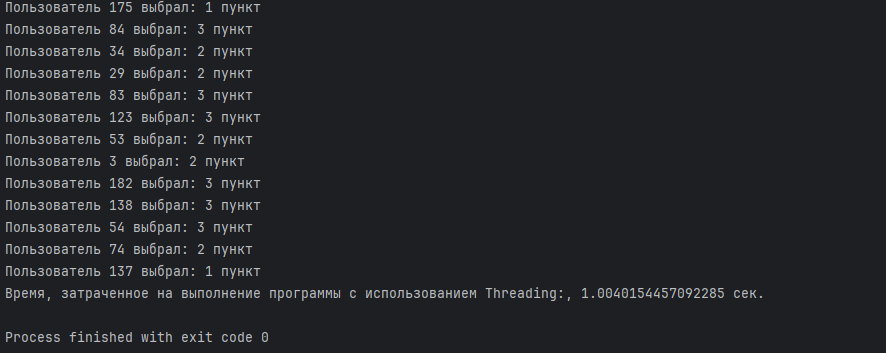 Пользователь 175 выбрал: 1 пункт
Пользователь 84 выбрал: 3 пункт
Пользователь 34 выбрал: 2 пункт
Пользователь 29 выбрал: 2 пункт
Пользователь 83 выбрал: 3 пункт
Пользователь 123 выбрал: 3 пункт
Пользователь 53 выбрал: 2 пункт
Пользователь 3 выбрал: 2 пункт
Пользователь 182 выбрал: 3 пункт
Пользователь 138 выбрал: 3 пункт
Пользователь 54 выбрал: 3 пункт
Пользователь 74 выбрал: 2 пункт
Пользователь 137 выбрал: 1 пункт
Время, затраченное на выполнение программы с использованием Threading:, 1.0040154457092285 сек.
Process finished with exit code 0